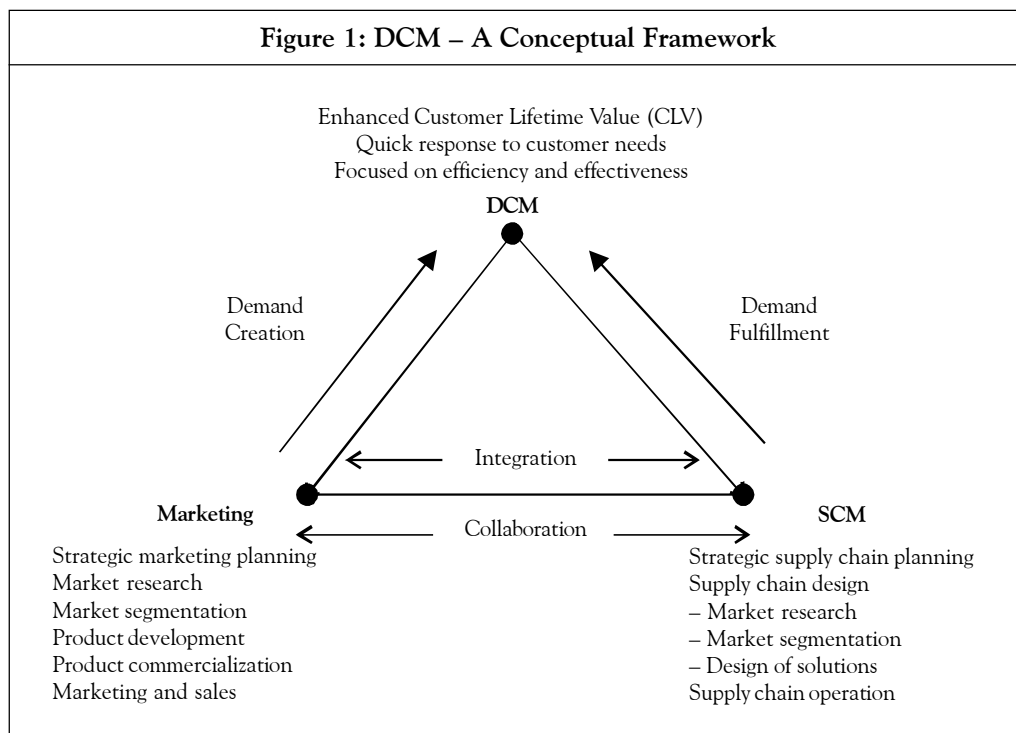 Figure 1: DCM – A Conceptual Framework
Enhanced Customer Lifetime Value (CLV)
Quick response to customer needs
Focused on efficiency and effectiveness
DCM
Demand
Creation
Demand
Fulfillment
Integration
Marketing
Collaboration
SCM
Strategic marketing planning
Market research
Market segmentation
Product development
Product commercialization
Marketing and sales
Strategic supply chain planning
Supply chain design
– Market research
– Market segmentation
– Design of solutions
Supply chain operation